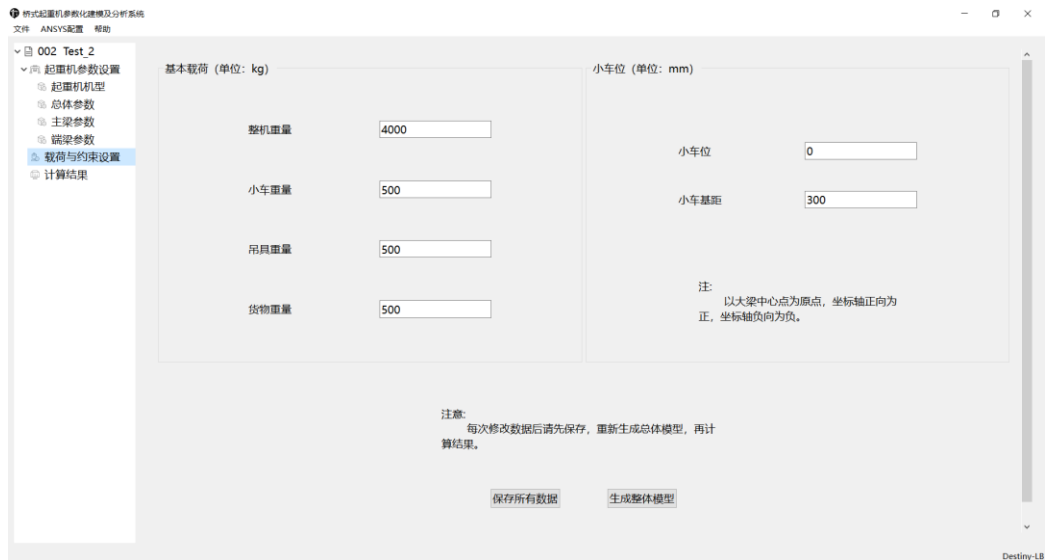 桥式起重机参数化建模及分析系统
文件 ANSYS配置 帮助
002 Test_2
起重机参数设置
起重机机型
总体参数
主梁参数
端梁参数
载荷与约束设置
计算结果
基本载荷（单位：kg）
整机重量 4000
小车重量 500
吊具重量 500
货物重量 500
小车位（单位：mm）
小车位 0
小车基距 300
注:
以大梁中心点为原点，坐标轴正向为
正，坐标轴负向为负。
注意:
每次修改数据后请先保存，重新生成总体模型，再计
算结果。
保存所有数据 生成整体模型
Destiny-LB